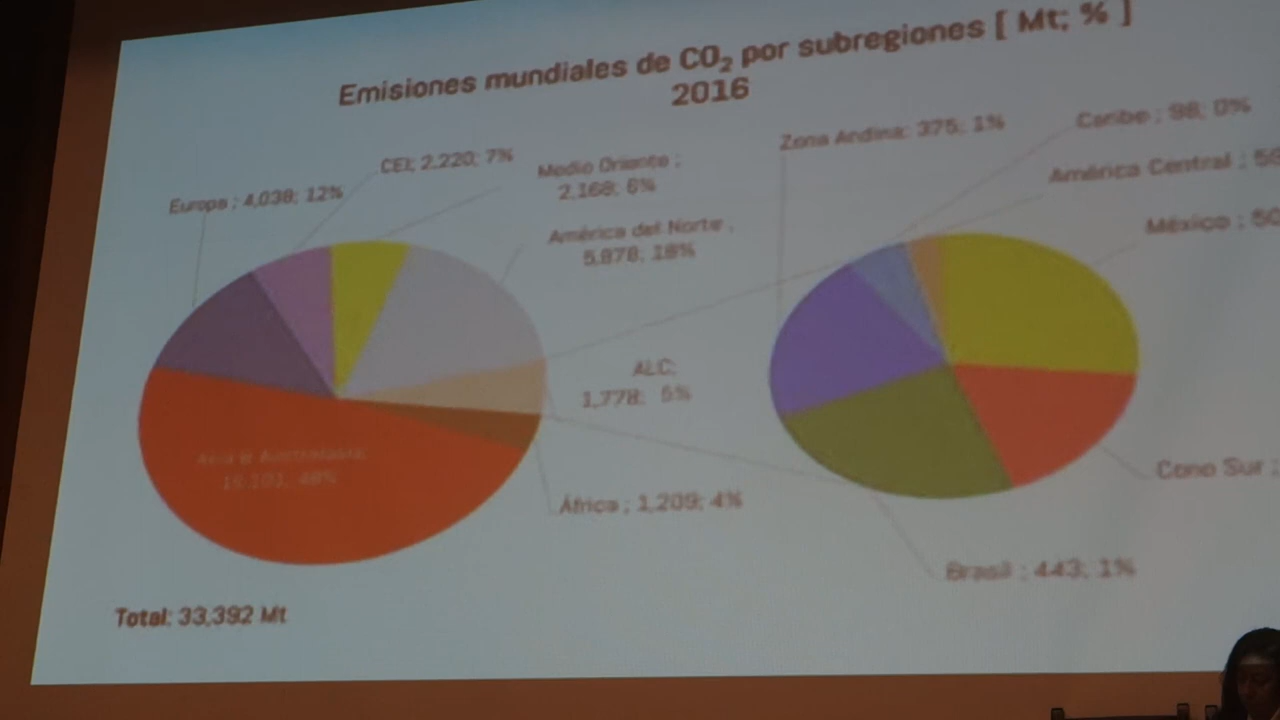 Emisiones mundiales de CO₂ por subregiones [ Mt; % ]
2016
Europa ; 4,038; 12%
CEI; 2,220; 7%
Medio Oriente ;
2,168; 6%
América del Norte ;
5,878; 18%
ALC;
1,778; 5%
África ; 1,209; 4%
Total: 33,392 Mt
Zona Andina; 375; 1%
Caribe ; 98; 0%
América Central ;
México ;
Cono Sur ;
Brasil ; 443; 1%